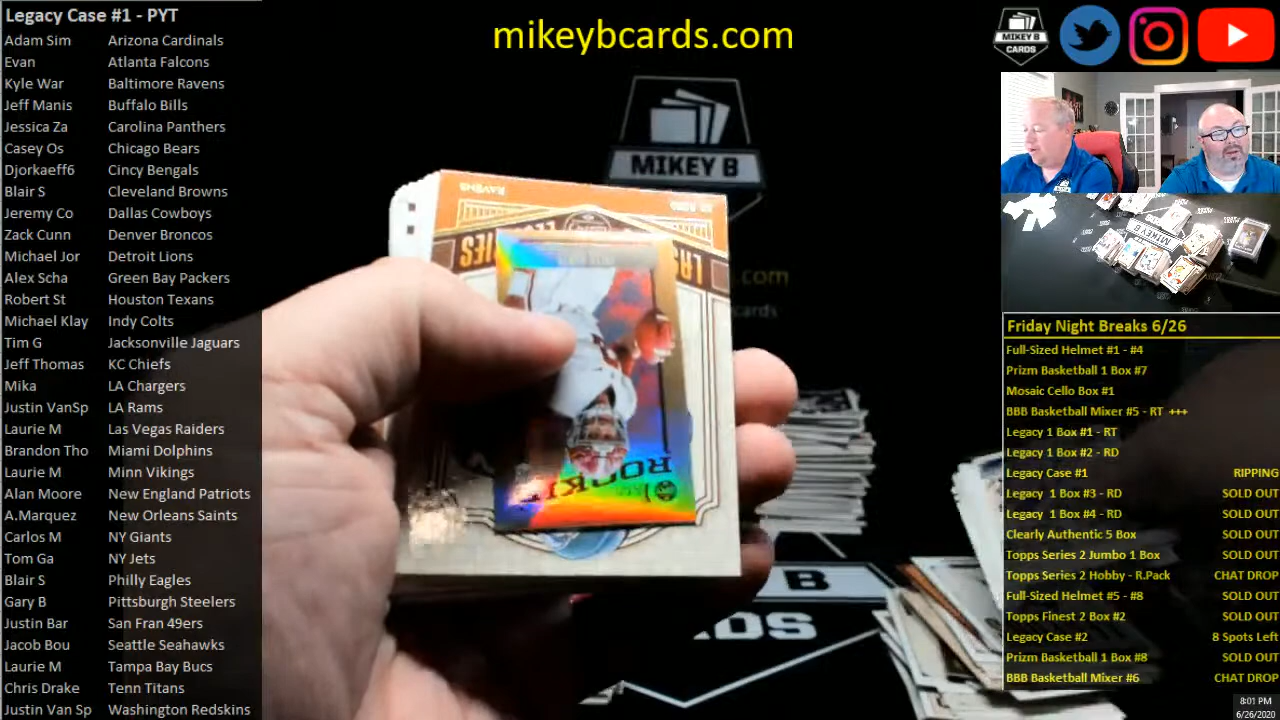 Legacy Case #1 - PYT
Adam Sim Arizona Cardinals
Evan Atlanta Falcons
Kyle War Baltimore Ravens
Jeff Manis Buffalo Bills
Jessica Za Carolina Panthers
Casey Os Chicago Bears
Djorkaeff6 Cincy Bengals
Blair S Cleveland Browns
Jeremy Co Dallas Cowboys
Zack Cunn Denver Broncos
Michael Jor Detroit Lions
Alex Scha Green Bay Packers
Robert St Houston Texans
Michael Klay Indy Colts
Tim G Jacksonville Jaguars
Jeff Thomas KC Chiefs
Mika LA Chargers
Justin VanSp LA Rams
Laurie M Las Vegas Raiders
Brandon Tho Miami Dolphins
Laurie M Minn Vikings
Alan Moore New England Patriots
A.Marquez New Orleans Saints
Carlos M NY Giants
Tom Ga NY Jets
Blair S Philly Eagles
Gary B Pittsburgh Steelers
Justin Bar San Fran 49ers
Jacob Bou Seattle Seahawks
Laurie M Tampa Bay Bucs
Chris Drake Tenn Titans
Justin Van Sp Washington Redskins
mikeybcards.com
MIKEY B
RAVENS
ROOKIE
MIKEY B
CARDS
MIKEY B
Friday Night Breaks 6/26
Full-Sized Helmet #1 - #4
Prizm Basketball 1 Box #7
Mosaic Cello Box #1
BBB Basketball Mixer #5 - RT +++
Legacy 1 Box #1 - RT
Legacy 1 Box #2 - RD
Legacy Case #1 RIPPING
Legacy 1 Box #3 - RD SOLD OUT
Legacy 1 Box #4 - RD SOLD OUT
Clearly Authentic 5 Box SOLD OUT
Topps Series 2 Jumbo 1 Box SOLD OUT
Topps Series 2 Hobby - R.Pack CHAT DROP
Full-Sized Helmet #5 - #8 SOLD OUT
Topps Finest 2 Box #2 SOLD OUT
Legacy Case #2 8 Spots Left
Prizm Basketball 1 Box #8 SOLD OUT
BBB Basketball Mixer #6 CHAT DROP
8:01 PM
6/26/2020